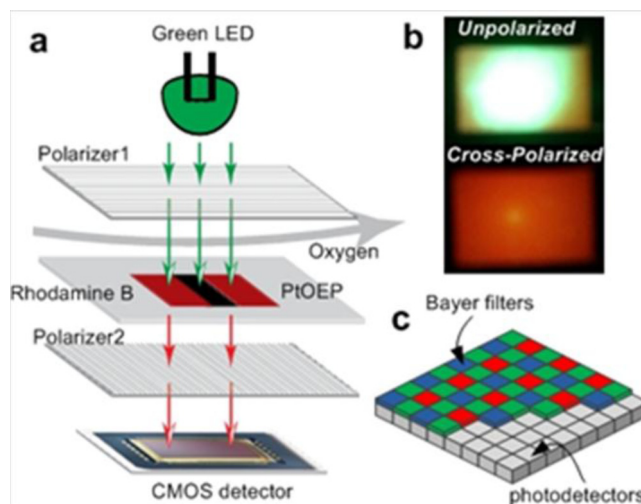 a
Green LED
Polarizer1
Oxygen
Rhodamine B
PtOEP
Polarizer2
CMOS detector
b
Unpolarized
Cross-Polarized
c
Bayer filters
photodetectors